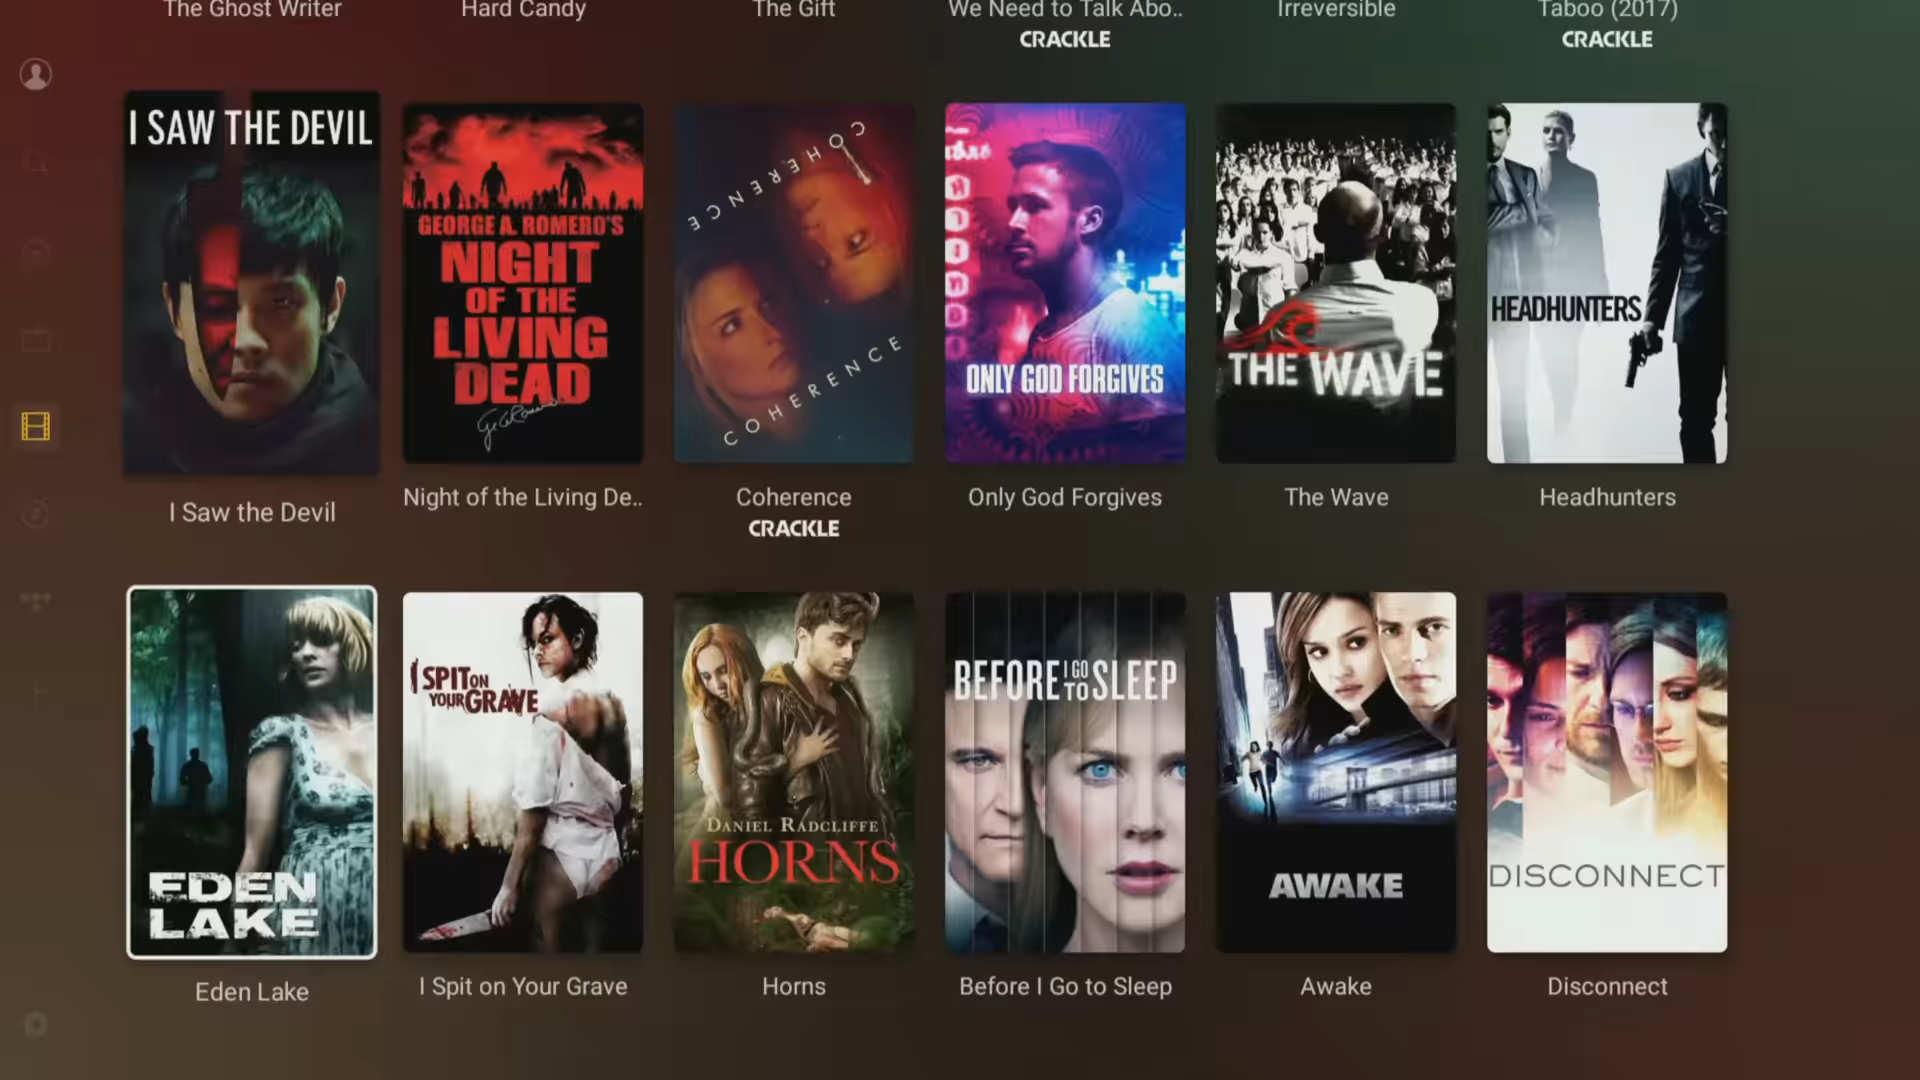 The Ghost Writer
Hard Candy
The Gift
We Need to Talk Abo..
Irreversible
Taboo (2017)
CRACKLE
CRACKLE
I SAW THE DEVIL
GEORGE A. ROMERO'S
NIGHT
OF THE
LIVING
DEAD
COHERENCE
COHERENCE
ONLY GOD FORGIVES
THE WAVE
HEADHUNTERS
I Saw the Devil
Night of the Living De..
Coherence
CRACKLE
Only God Forgives
The Wave
Headhunters
EDEN
LAKE
I SPIT ON
YOUR GRAVE
DANIEL RADCLIFFE
HORNS
BEFORE I GO TO SLEEP
AWAKE
DISCONNECT
Eden Lake
I Spit on Your Grave
Horns
Before I Go to Sleep
Awake
Disconnect